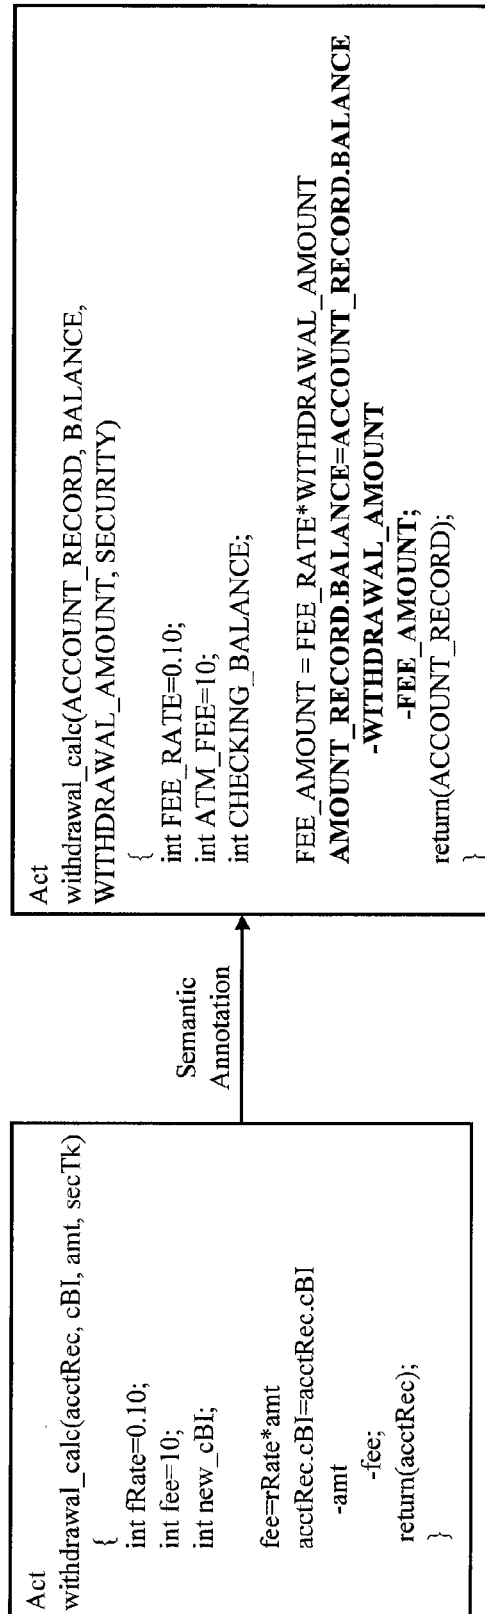 Act
withdrawal_calc(acctRec, cBI, amt, secTk)
{
int fRate=0.10;
int fee=10;
int new_cBI;
fee=rRate*amt
acctRec.cBI=acctRec.cBI
-amt
-fee;
return(acctRec);
}
Semantic
Annotation
Act
withdrawal_calc(ACCOUNT_RECORD, BALANCE,
WITHDRAWAL_AMOUNT, SECURITY)
{
int FEE_RATE=0.10;
int ATM_FEE=10;
int CHECKING_BALANCE;
FEE_AMOUNT = FEE_RATE*WITHDRAWAL_AMOUNT
AMOUNT_RECORD.BALANCE=ACCOUNT_RECORD.BALANCE
-WITHDRAWAL_AMOUNT
-FEE_AMOUNT;
return(ACCOUNT_RECORD);
}